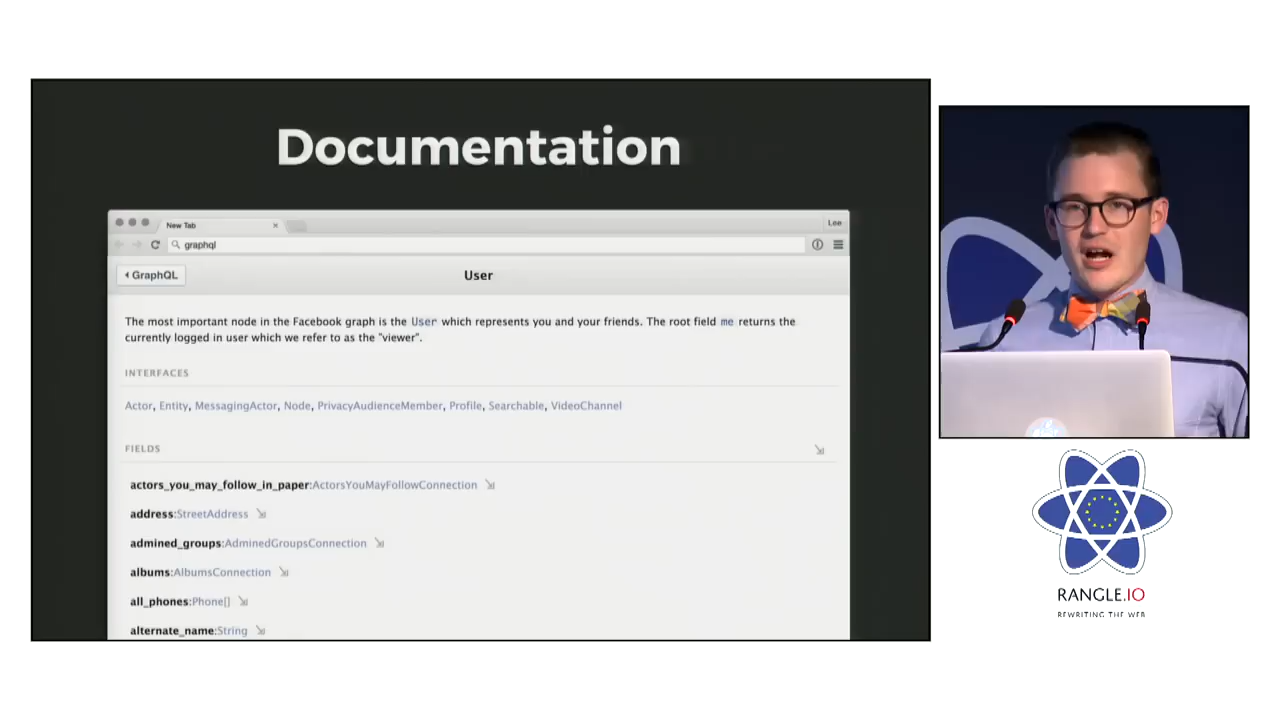 Documentation
New Tab
Lee
graphql
GraphQL
User
The most important node in the Facebook graph is the User which represents you and your friends. The root field me returns the
currently logged in user which we refer to as the "viewer".
INTERFACES
Actor, Entity, MessagingActor, Node, PrivacyAudienceMember, Profile, Searchable, VideoChannel
FIELDS
actors_you_may_follow_in_paper:ActorsYouMayFollowConnection
address:StreetAddress
admined_groups:AdminedGroupsConnection
albums:AlbumsConnection
all_phones:Phone[]
alternate_name:String
RANGLE.IO
REWRITING THE WEB